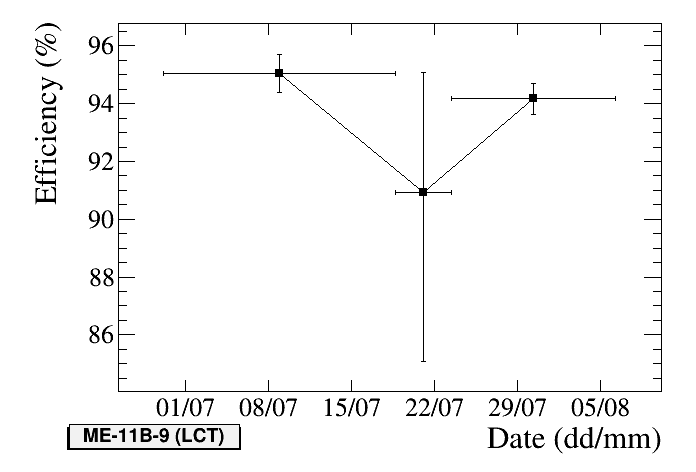 Efficiency (%)
96
94
92
90
88
86
01/07 08/07 15/07 22/07 29/07 05/08
ME-11B-9 (LCT)
Date (dd/mm)